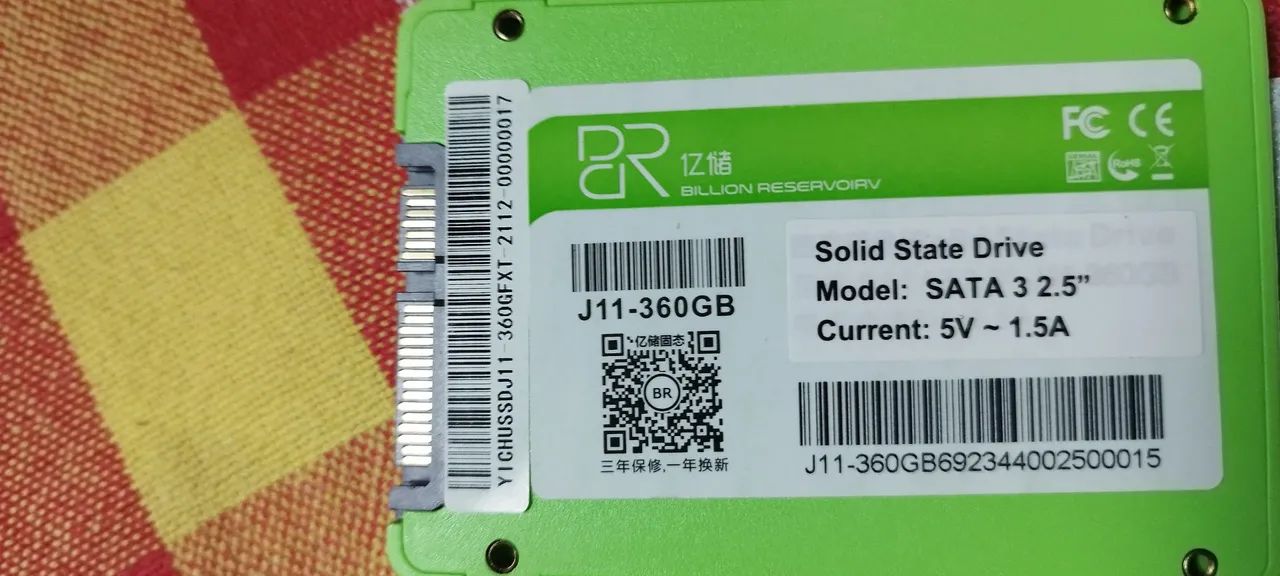 YICHUSSDJ11-360GFXT-2112-00000017
亿储
BILLION RESERVOIRV
FC CE
RoHS
J11-360GB
亿储固态
BR
三年保修,一年换新
Solid State Drive
Model: SATA 3 2.5”
Current: 5V ~ 1.5A
J11-360GB692344002500015